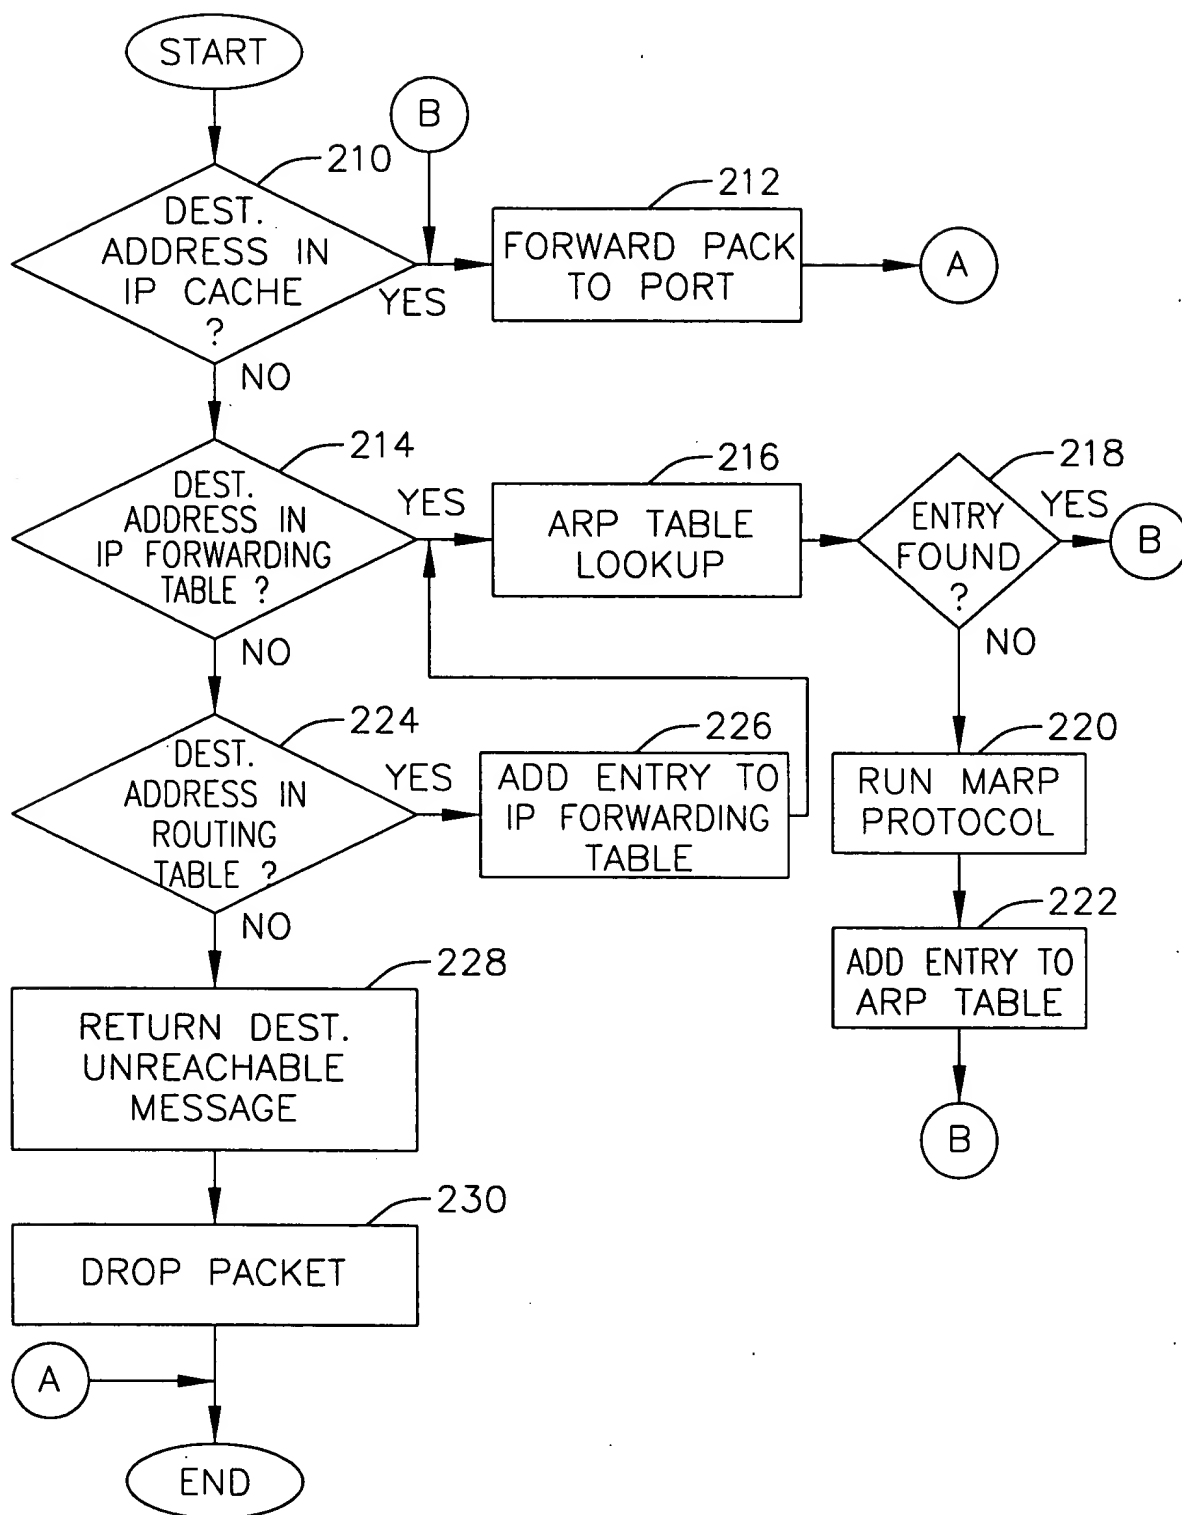 START
B
210
DEST.
ADDRESS IN
IP CACHE
?
YES
NO
212
FORWARD PACK
TO PORT
A
214
DEST.
ADDRESS IN
IP FORWARDING
TABLE ?
YES
NO
216
ARP TABLE
LOOKUP
218
ENTRY
FOUND
?
YES
B
NO
224
DEST.
ADDRESS IN
ROUTING
TABLE ?
YES
NO
226
ADD ENTRY TO
IP FORWARDING
TABLE
220
RUN MARP
PROTOCOL
222
ADD ENTRY TO
ARP TABLE
B
228
RETURN DEST.
UNREACHABLE
MESSAGE
230
DROP PACKET
A
END